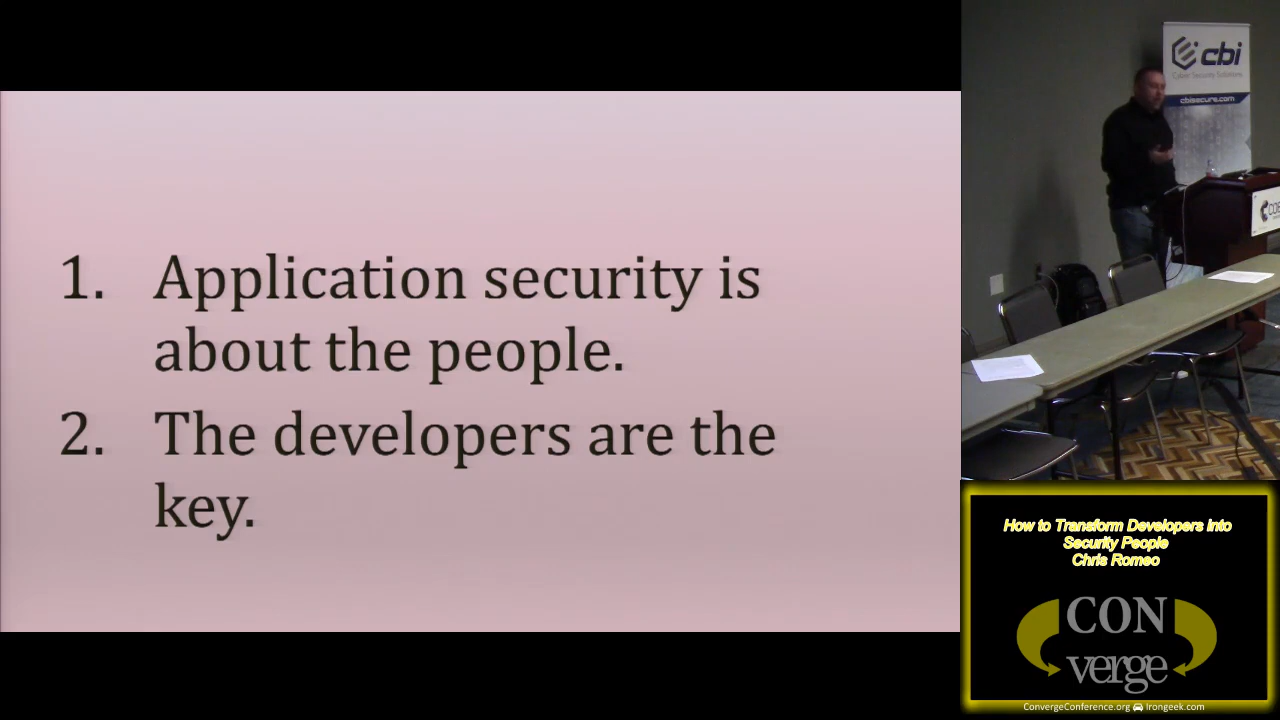 1. Application security is
about the people.
2. The developers are the
key.
cbi
Cyber Security Solutions
cbisecure.com
How to Transform Developers into
Security People
Chris Romeo
CON
verge
ConvergeConference.org Irongeek.com